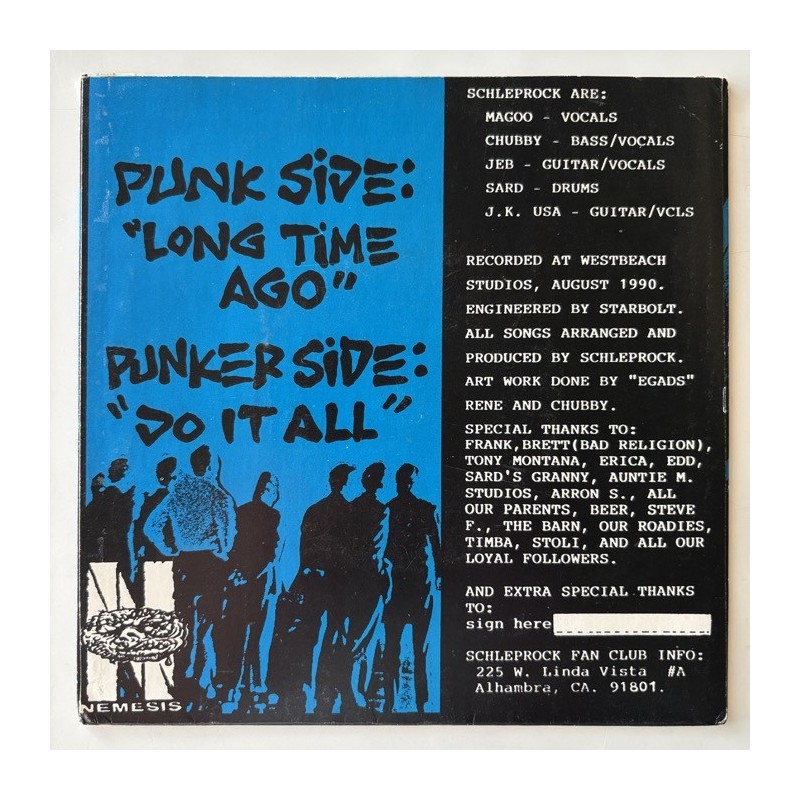 PUNK SIDE:
"LONG TIME
AGO"
PUNKER SIDE:
"DO IT ALL"
NEMESIS
SCHLEPROCK ARE:
MAGOO - VOCALS
CHUBBY - BASS/VOCALS
JEB - GUITAR/VOCALS
SARD - DRUMS
J.K. USA - GUITAR/VCLS
RECORDED AT WESTBEACH
STUDIOS, AUGUST 1990.
ENGINEERED BY STARBOLT.
ALL SONGS ARRANGED AND
PRODUCED BY SCHLEPROCK.
ART WORK DONE BY "EGADS"
RENE AND CHUBBY.
SPECIAL THANKS TO:
FRANK,BRETT(BAD RELIGION),
TONY MONTANA, ERICA, EDD,
SARD'S GRANNY, AUNTIE M.
STUDIOS, ARRON S., ALL
OUR PARENTS, BEER, STEVE
F., THE BARN, OUR ROADIES,
TIMBA, STOLI, AND ALL OUR
LOYAL FOLLOWERS.
AND EXTRA SPECIAL THANKS
TO:
sign here
SCHLEPROCK FAN CLUB INFO:
225 W. Linda Vista #A
Alhambra, CA. 91801.